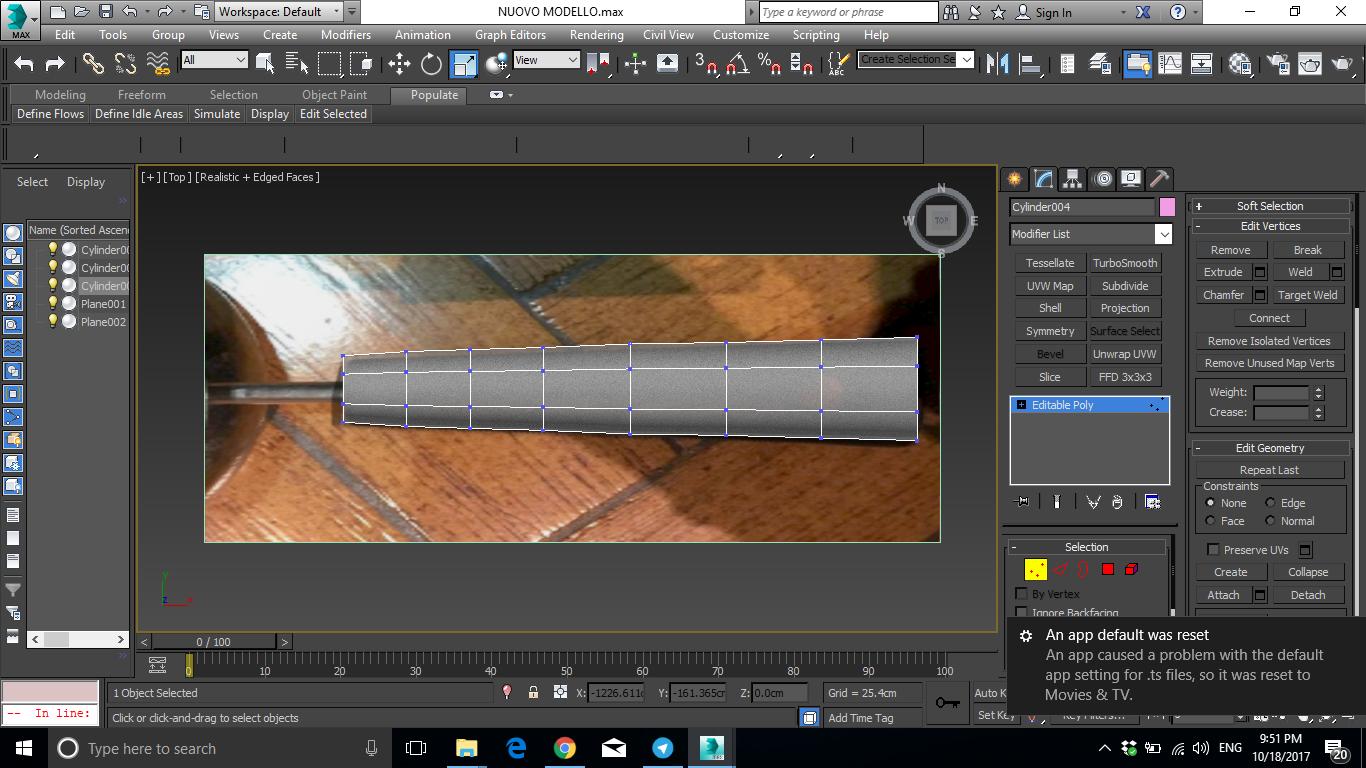 NUOVO MODELLO.max
Workspace: Default
Type a keyword or phrase
Sign In
MAX
Edit Tools Group Views Create Modifiers Animation Graph Editors Rendering Civil View Customize Scripting Help
All
View
Create Selection Se
ABC
Modeling Freeform Selection Object Paint Populate
Define Flows Define Idle Areas Simulate Display Edit Selected
Select Display
Name (Sorted Ascen
Cylinder00
Cylinder00
Cylinder00
Plane001
Plane002
[+] [Top] [Realistic + Edged Faces]
N
W TOP E
S
Y
Z X
Cylinder004
Modifier List
Tessellate TurboSmooth
UVW Map Subdivide
Shell Projection
Symmetry Surface Select
Bevel Unwrap UVW
Slice FFD 3x3x3
Editable Poly
Selection
By Vertex
Ignore Backfacing
+ Soft Selection
- Edit Vertices
Remove Break
Extrude Weld
Chamfer Target Weld
Connect
Remove Isolated Vertices
Remove Unused Map Verts
Weight:
Crease:
- Edit Geometry
Repeat Last
Constraints
None Edge
Face Normal
Preserve UVs
Create Collapse
Attach Detach
< 0 / 100 >
0 10 20 30 40 50 60 70 80 90 100
1 Object Selected
X: -1226.611c Y: -161.365cr Z: 0.0cm
Grid = 25.4cm
Auto K
-- In line:
Click or click-and-drag to select objects
Add Time Tag
Set Key
Key Filters...
An app default was reset
An app caused a problem with the default
app setting for .ts files, so it was reset to
Movies & TV.
Type here to search
ENG
9:51 PM
10/18/2017
20